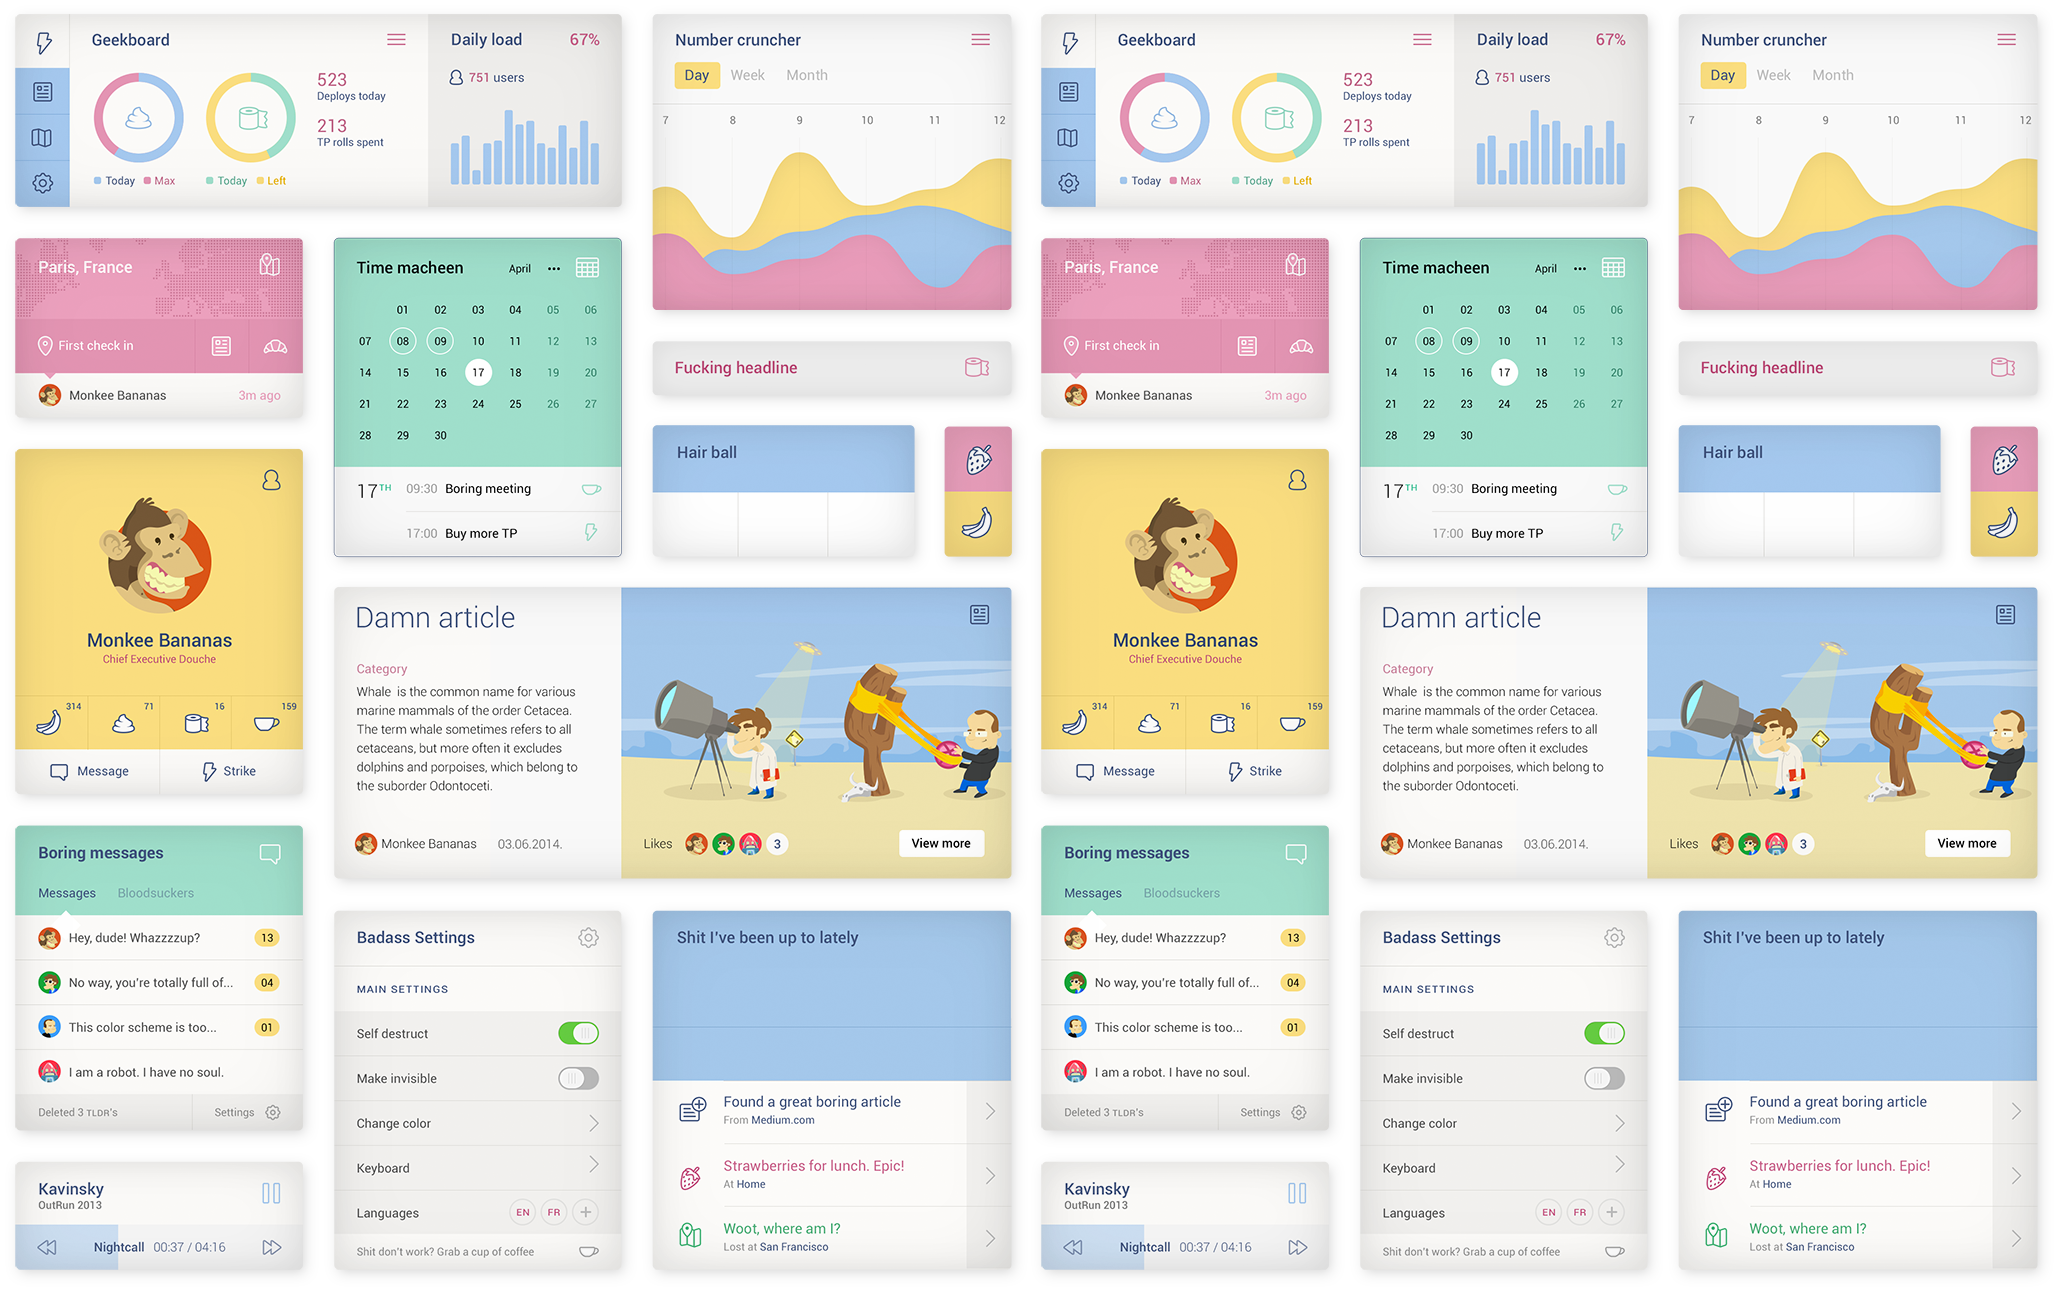 Geekboard
523
Deploys today
213
TP rolls spent
Today Max
Today Left
Daily load 67%
751 users
Number cruncher
Day Week Month
7 8 9 10 11 12
Paris, France
First check in
Monkee Bananas 3m ago
Time macheen April
01 02 03 04 05 06
07 08 09 10 11 12 13
14 15 16 17 18 19 20
21 22 23 24 25 26 27
28 29 30
17TH 09:30 Boring meeting
17:00 Buy more TP
Fucking headline
Hair ball
Monkee Bananas
Chief Executive Douche
314 71 16 159
Message Strike
Damn article
Category
Whale is the common name for various
marine mammals of the order Cetacea.
The term whale sometimes refers to all
cetaceans, but more often it excludes
dolphins and porpoises, which belong to
the suborder Odontoceti.
Monkee Bananas 03.06.2014.
Likes 3 View more
Boring messages
Messages Bloodsuckers
Hey, dude! Whazzzzup? 13
No way, you're totally full of... 04
This color scheme is too... 01
I am a robot. I have no soul.
Deleted 3 TLDR's Settings
Kavinsky
OutRun 2013
Nightcall 00:37 / 04:16
Badass Settings
MAIN SETTINGS
Self destruct
Make invisible
Change color
Keyboard
Languages EN FR +
Shit don't work? Grab a cup of coffee
Shit I've been up to lately
Found a great boring article
From Medium.com
Strawberries for lunch. Epic!
At Home
Woot, where am I?
Lost at San Francisco
Geekboard
523
Deploys today
213
TP rolls spent
Today Max
Today Left
Daily load 67%
751 users
Number cruncher
Day Week Month
7 8 9 10 11 12
Paris, France
First check in
Monkee Bananas 3m ago
Time macheen April
01 02 03 04 05 06
07 08 09 10 11 12 13
14 15 16 17 18 19 20
21 22 23 24 25 26 27
28 29 30
17TH 09:30 Boring meeting
17:00 Buy more TP
Fucking headline
Hair ball
Monkee Bananas
Chief Executive Douche
314 71 16 159
Message Strike
Damn article
Category
Whale is the common name for various
marine mammals of the order Cetacea.
The term whale sometimes refers to all
cetaceans, but more often it excludes
dolphins and porpoises, which belong to
the suborder Odontoceti.
Monkee Bananas 03.06.2014.
Likes 3 View more
Boring messages
Messages Bloodsuckers
Hey, dude! Whazzzzup? 13
No way, you're totally full of... 04
This color scheme is too... 01
I am a robot. I have no soul.
Deleted 3 TLDR's Settings
Kavinsky
OutRun 2013
Nightcall 00:37 / 04:16
Badass Settings
MAIN SETTINGS
Self destruct
Make invisible
Change color
Keyboard
Languages EN FR +
Shit don't work? Grab a cup of coffee
Shit I've been up to lately
Found a great boring article
From Medium.com
Strawberries for lunch. Epic!
At Home
Woot, where am I?
Lost at San Francisco